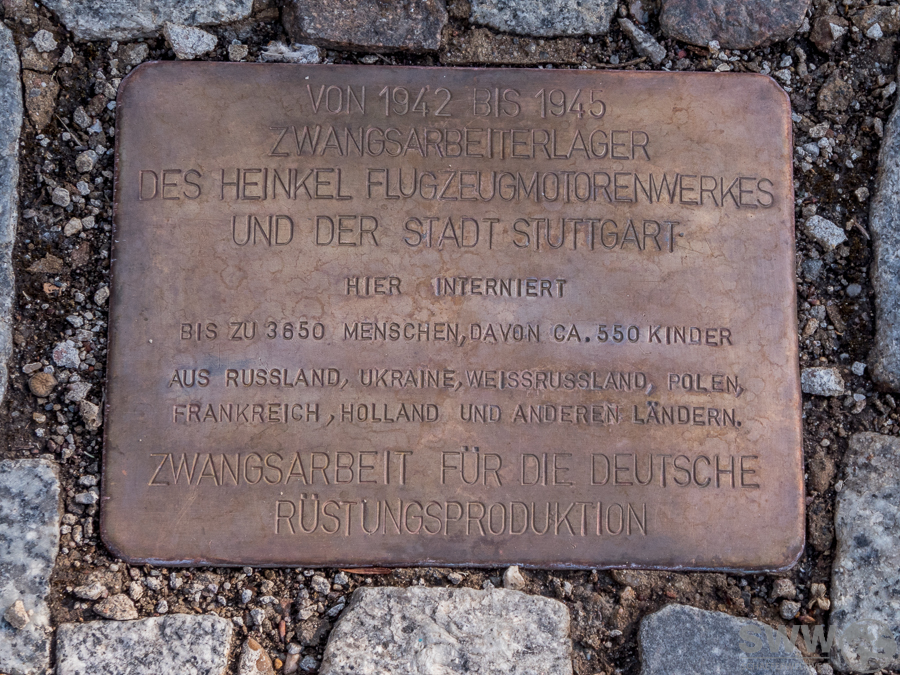 VON 1942 BIS 1945
ZWANGSARBEITERLAGER
DES HEINKEL FLUGZEUGMOTORENWERKES
UND DER STADT STUTTGART
HIER INTERNIERT
BIS ZU 3650 MENSCHEN, DAVON CA. 550 KINDER
AUS RUSSLAND, UKRAINE, WEISSRUSSLAND, POLEN,
FRANKREICH, HOLLAND UND ANDEREN LÄNDERN.
ZWANGSARBEIT FÜR DIE DEUTSCHE
RÜSTUNGSPRODUKTION